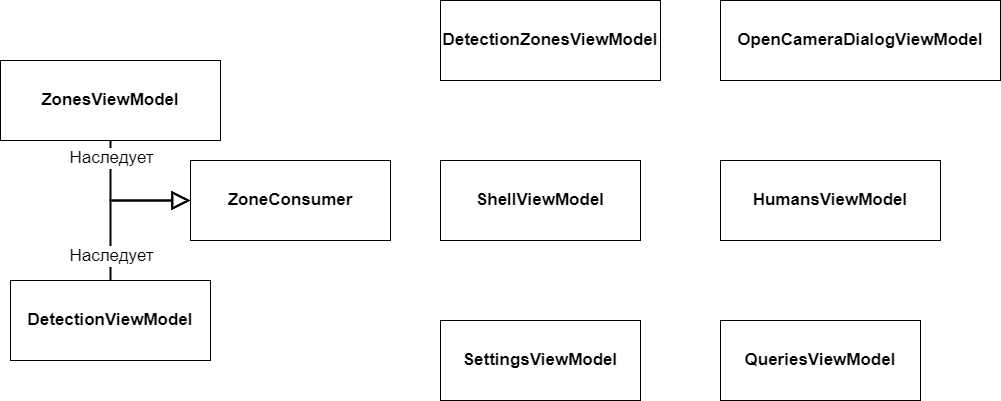 DetectionZonesViewModel
OpenCameraDialogViewModel
ZonesViewModel
Наследует
ZoneConsumer
ShellViewModel
HumansViewModel
Наследует
DetectionViewModel
SettingsViewModel
QueriesViewModel